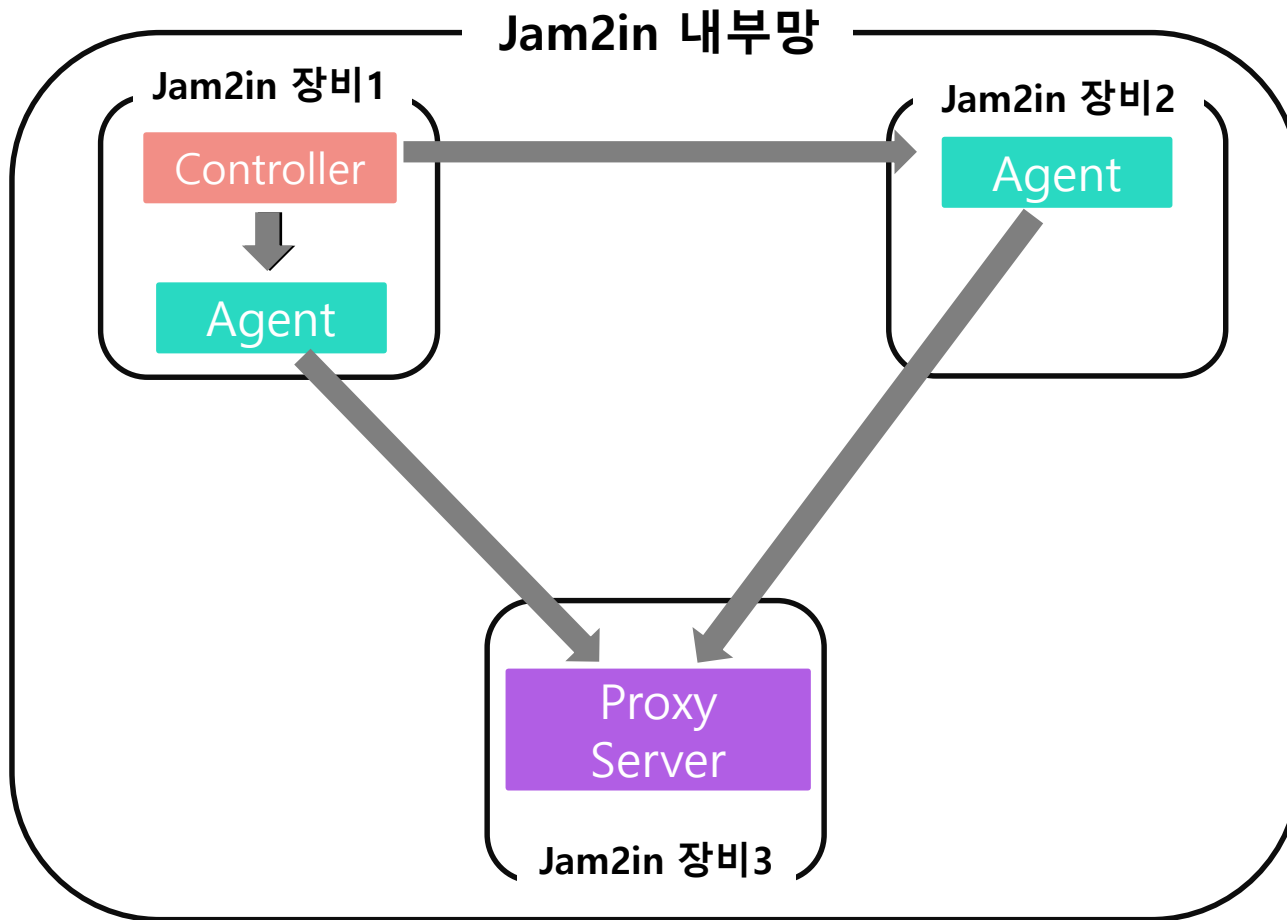 Jam2in 내부망
Jam2in 장비1
Jam2in 장비2
Controller
Agent
Agent
Proxy
Server
Jam2in 장비3